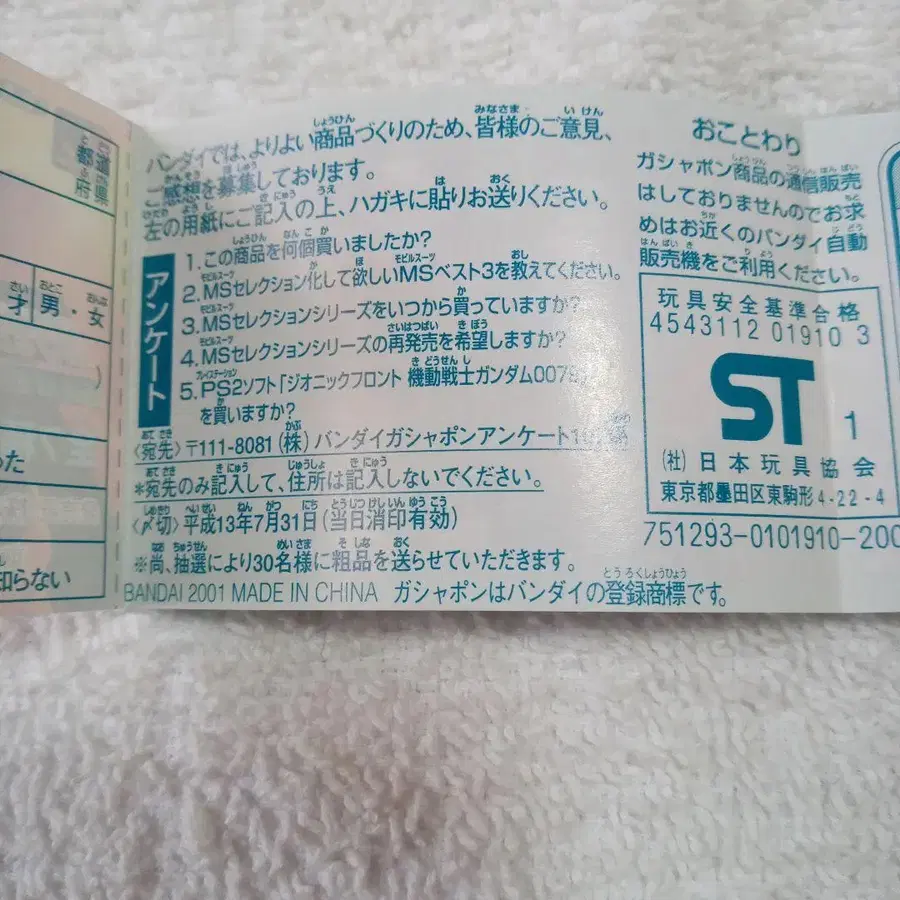 都道府県
才 男・女
った
知らない
バンダイでは、よりよい商品づくりのため、皆様のご意見、
ご感想を募集しております。
左の用紙にご記入の上、ハガキに貼りお送りください。
アンケート
1.この商品を何個買いましたか?
2.MSセレクション化して欲しいMSベスト3を教えてください。
3.MSセレクションシリーズをいつから買っていますか?
4.MSセレクションシリーズの再発売を希望しますか?
5.PS2ソフト「ジオニックフロント 機動戦士ガンダム0079」
を買いますか?
〈宛先〉〒111-8081(株)バンダイガシャポンアンケート
*宛先のみ記入して、住所は記入しないでください。
〈〆切〉平成13年7月31日(当日消印有効)
※尚、抽選により30名様に粗品を送らせていただきます。
BANDAI 2001 MADE IN CHINA ガシャポンはバンダイの登録商標です。
おことわり
ガシャポン商品の通信販売
はしておりませんのでお求
めはお近くのバンダイ自動
販売機をご利用ください。
玩具安全基準合格
4543112 01910 3
ST 1
(社)日本玩具協会
東京都墨田区東駒形4-22-4
751293-0101910-200